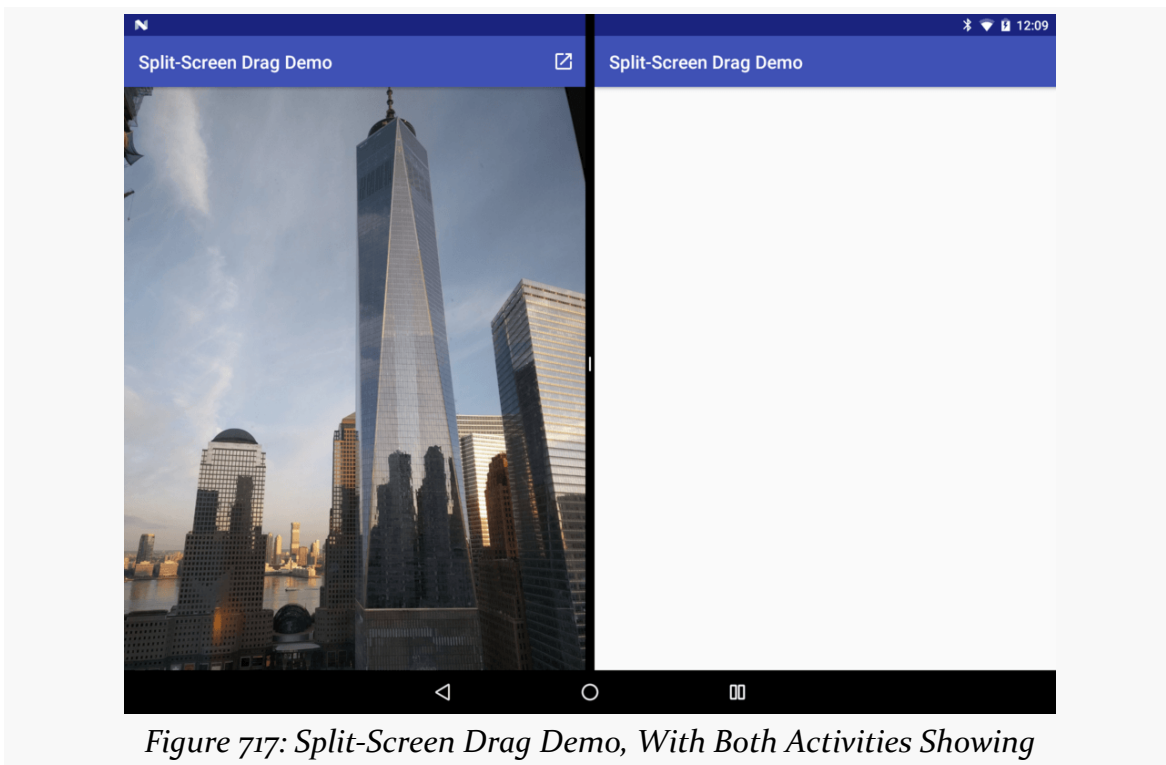 12:09
Split-Screen Drag Demo
Split-Screen Drag Demo
Figure 717: Split-Screen Drag Demo, With Both Activities Showing